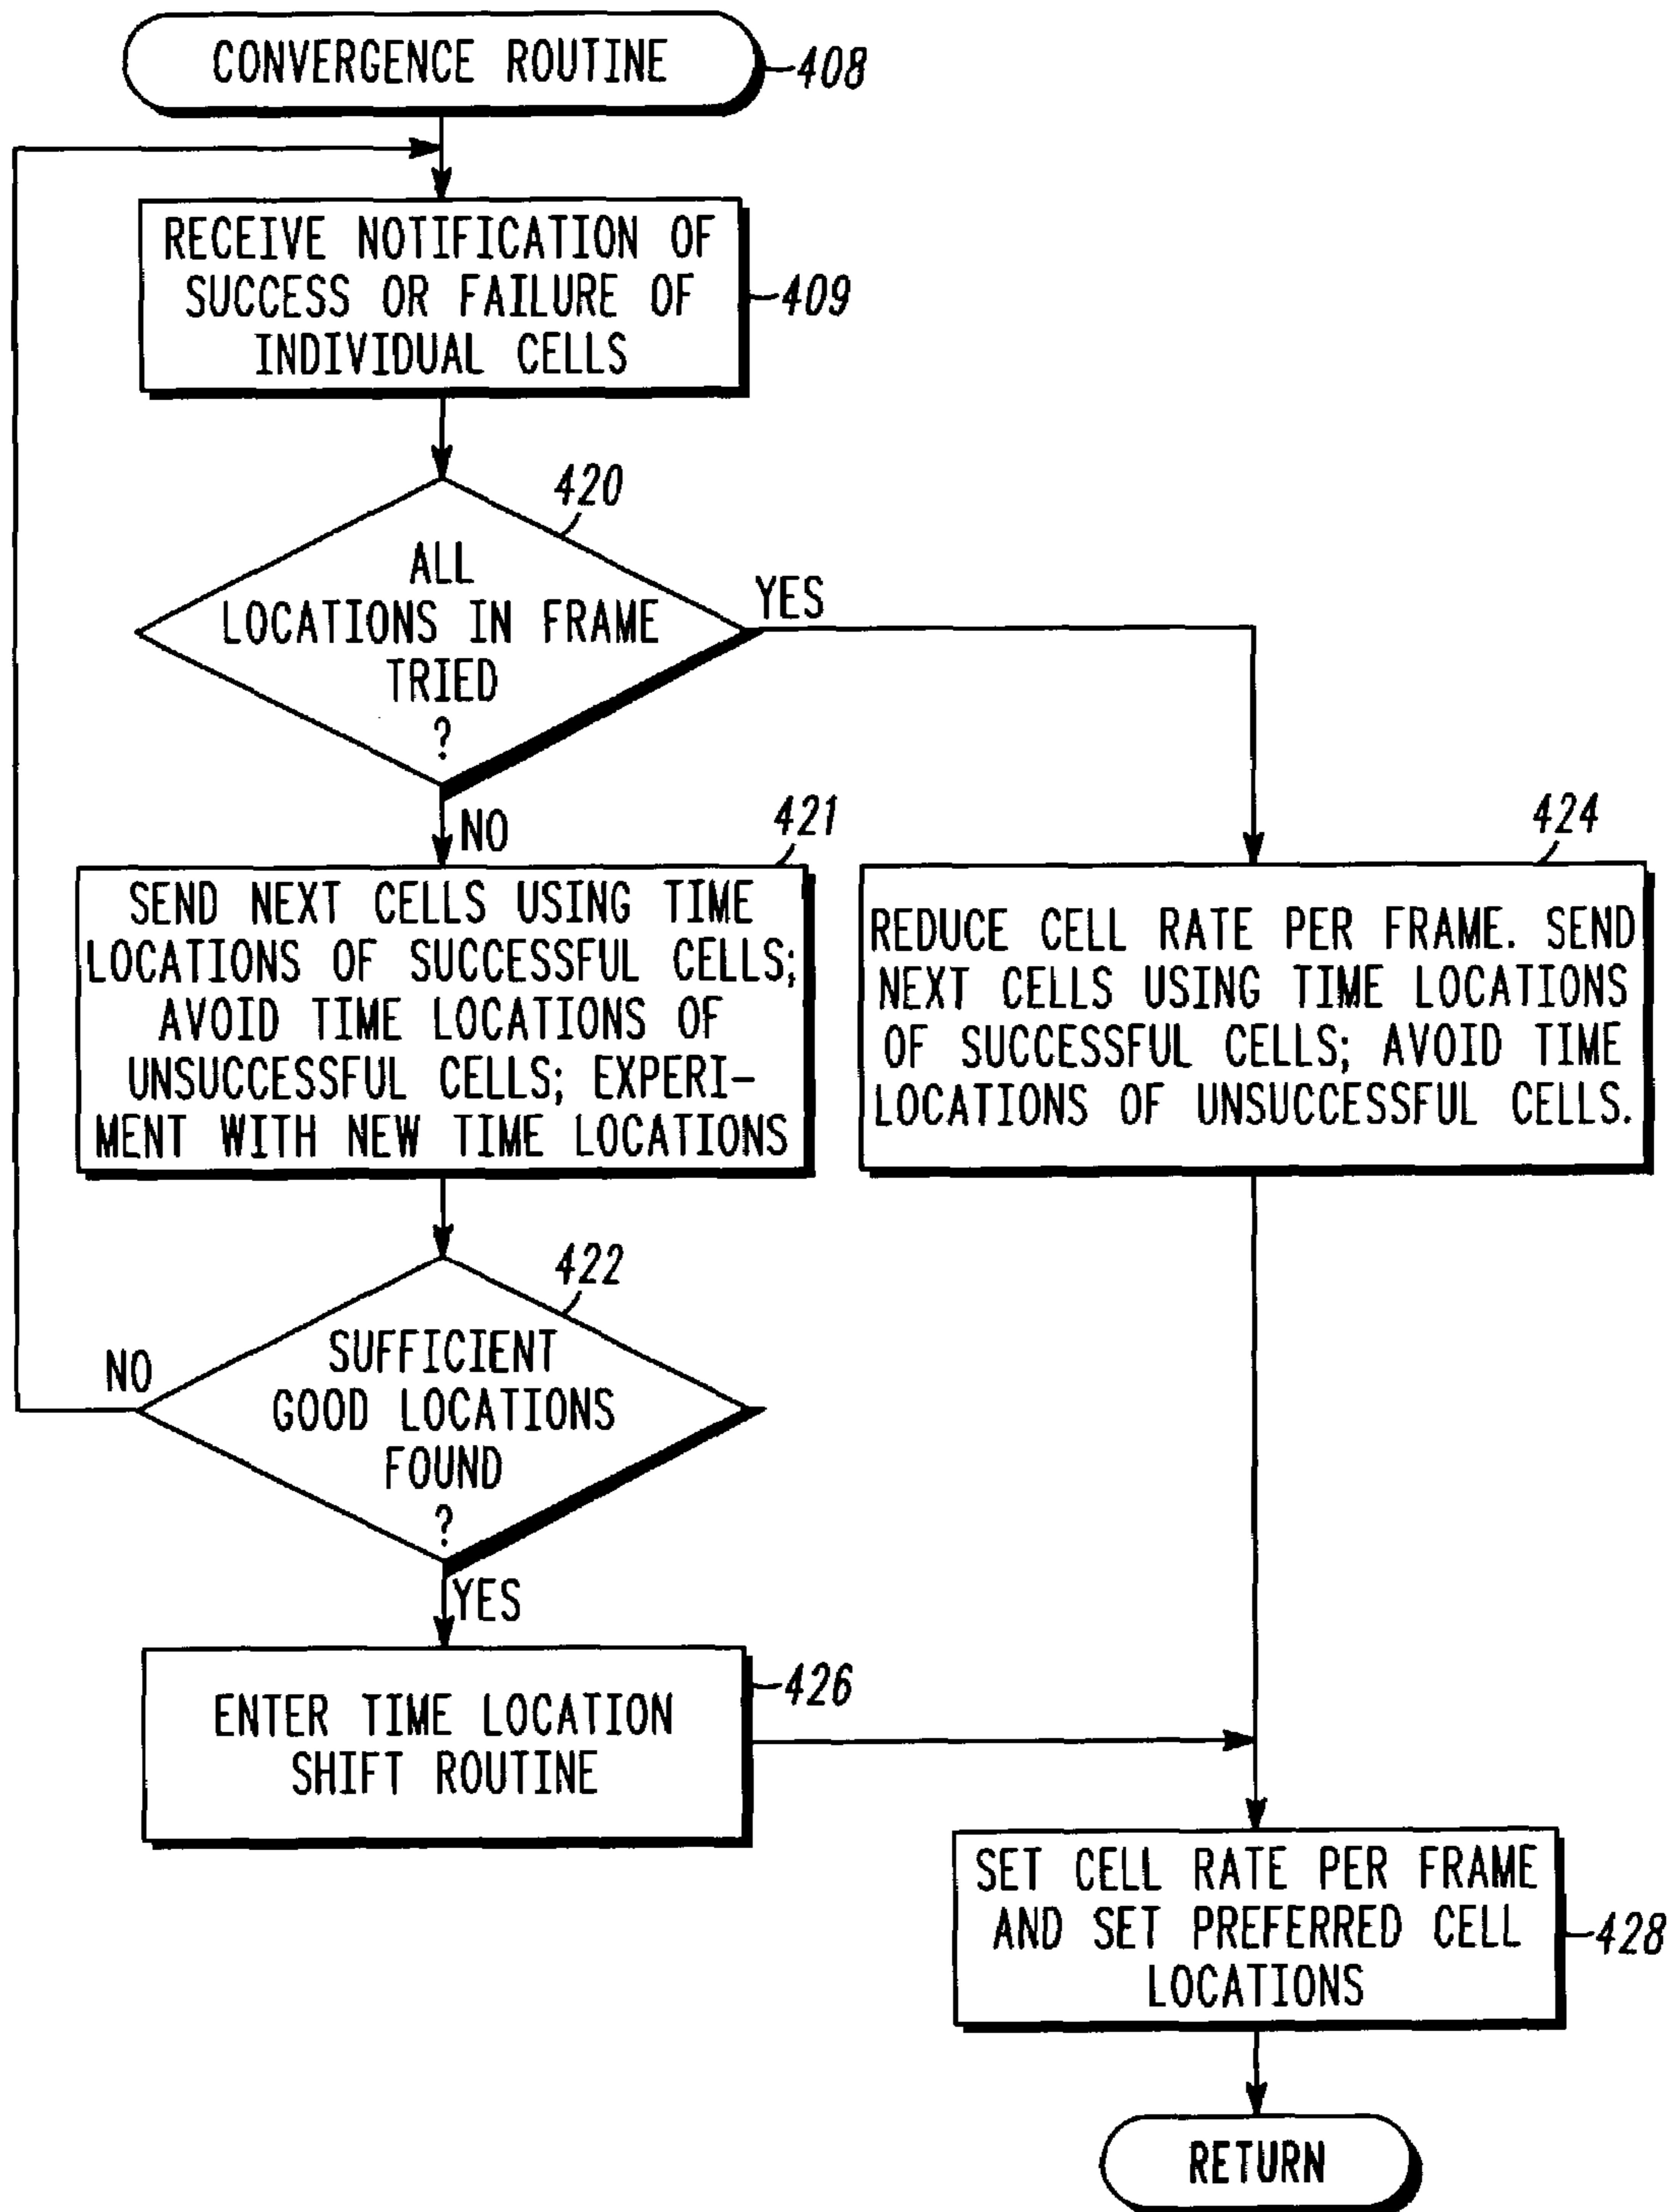 CONVERGENCE ROUTINE
408
RECEIVE NOTIFICATION OF
SUCCESS OR FAILURE OF
INDIVIDUAL CELLS
409
420
ALL
LOCATIONS IN FRAME
TRIED
?
YES
NO
421
SEND NEXT CELLS USING TIME
LOCATIONS OF SUCCESSFUL CELLS;
AVOID TIME LOCATIONS OF
UNSUCCESSFUL CELLS; EXPERI-
MENT WITH NEW TIME LOCATIONS
424
REDUCE CELL RATE PER FRAME. SEND
NEXT CELLS USING TIME LOCATIONS
OF SUCCESSFUL CELLS; AVOID TIME
LOCATIONS OF UNSUCCESSFUL CELLS.
422
SUFFICIENT
GOOD LOCATIONS
FOUND
?
NO
YES
ENTER TIME LOCATION
SHIFT ROUTINE
426
SET CELL RATE PER FRAME
AND SET PREFERRED CELL
LOCATIONS
428
RETURN